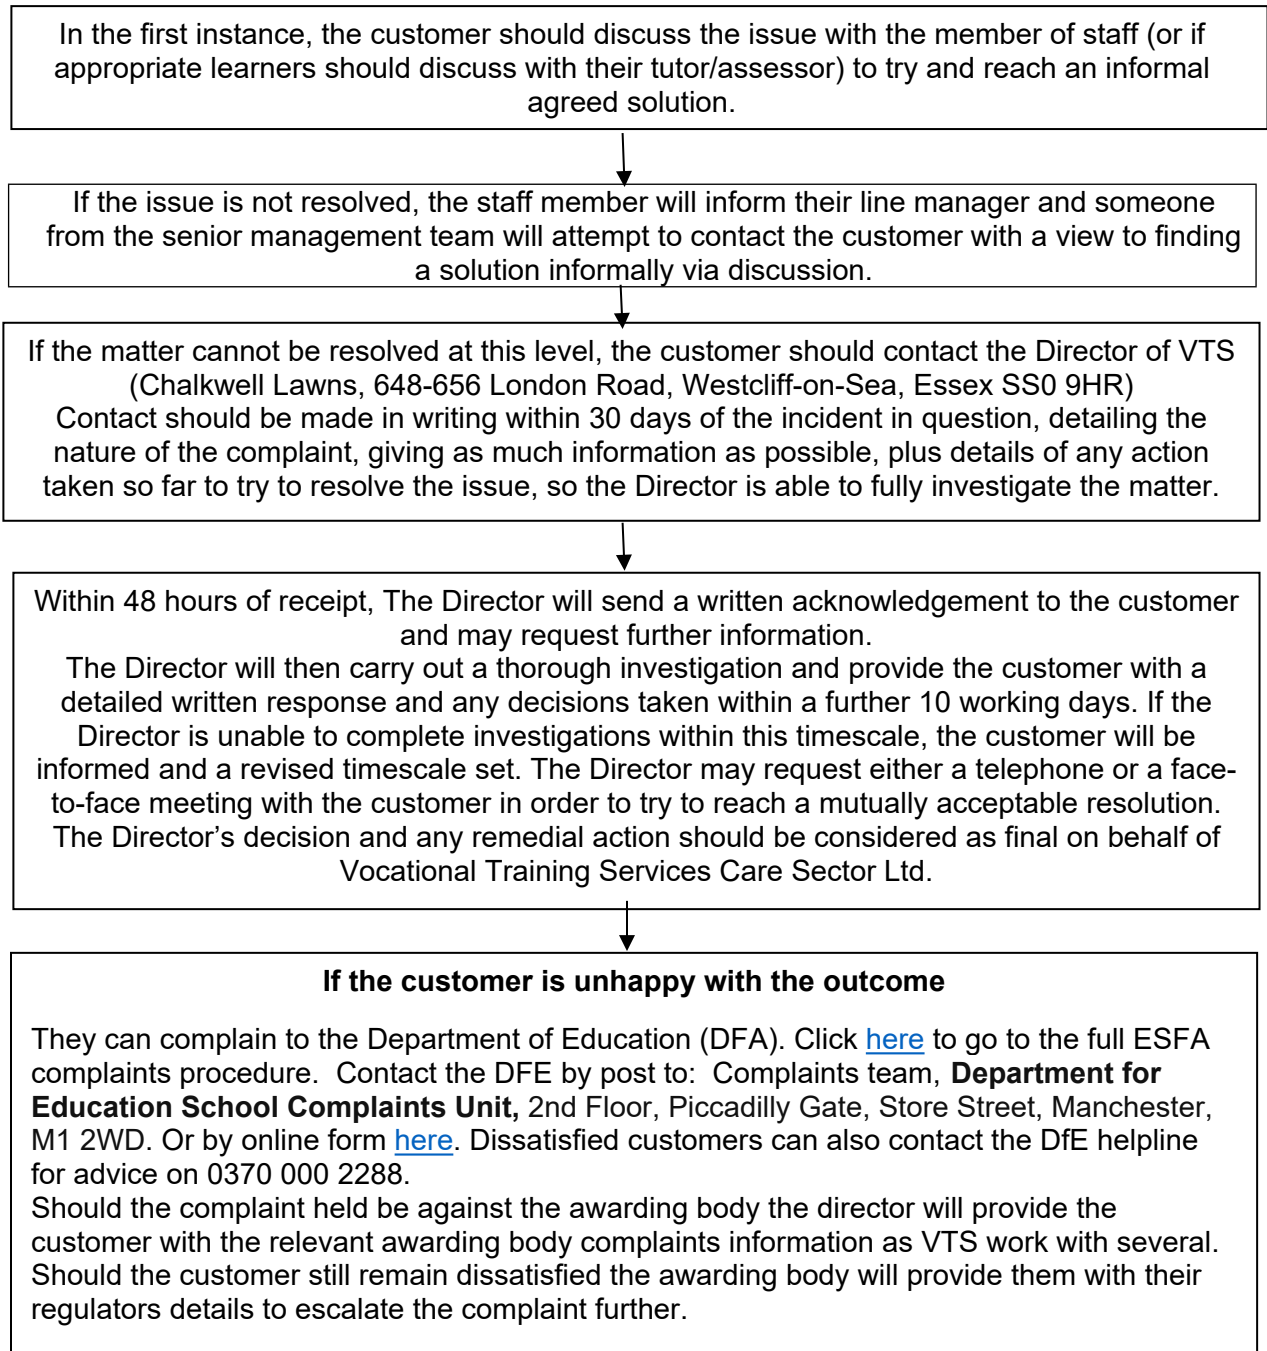 In the first instance, the customer should discuss the issue with the member of staff (or if
appropriate learners should discuss with their tutor/assessor) to try and reach an informal
agreed solution.
If the issue is not resolved, the staff member will inform their line manager and someone
from the senior management team will attempt to contact the customer with a view to finding
a solution informally via discussion.
If the matter cannot be resolved at this level, the customer should contact the Director of VTS
(Chalkwell Lawns, 648-656 London Road, Westcliff-on-Sea, Essex SS0 9HR)
Contact should be made in writing within 30 days of the incident in question, detailing the
nature of the complaint, giving as much information as possible, plus details of any action
taken so far to try to resolve the issue, so the Director is able to fully investigate the matter.
Within 48 hours of receipt, The Director will send a written acknowledgement to the customer
and may request further information.
The Director will then carry out a thorough investigation and provide the customer with a
detailed written response and any decisions taken within a further 10 working days. If the
Director is unable to complete investigations within this timescale, the customer will be
informed and a revised timescale set. The Director may request either a telephone or a face-
to-face meeting with the customer in order to try to reach a mutually acceptable resolution.
The Director’s decision and any remedial action should be considered as final on behalf of
Vocational Training Services Care Sector Ltd.
If the customer is unhappy with the outcome
They can complain to the Department of Education (DFA). Click here to go to the full ESFA
complaints procedure.  Contact the DFE by post to:  Complaints team, Department for
Education School Complaints Unit, 2nd Floor, Piccadilly Gate, Store Street, Manchester,
M1 2WD. Or by online form here. Dissatisfied customers can also contact the DfE helpline
for advice on 0370 000 2288.
Should the complaint held be against the awarding body the director will provide the
customer with the relevant awarding body complaints information as VTS work with several.
Should the customer still remain dissatisfied the awarding body will provide them with their
regulators details to escalate the complaint further.